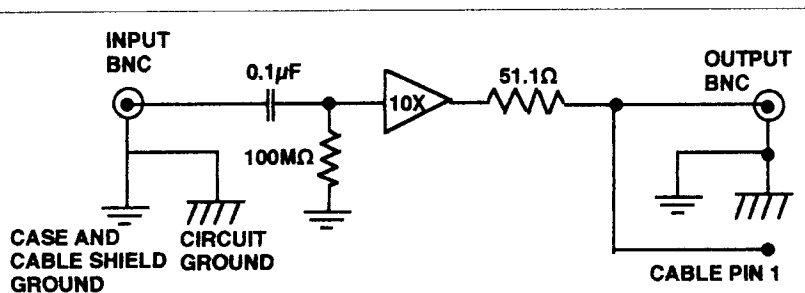 INPUT
BNC
0.1µF
10X
51.1Ω
OUTPUT
BNC
100MΩ
CASE AND
CABLE SHIELD
GROUND
CIRCUIT
GROUND
CABLE PIN 1